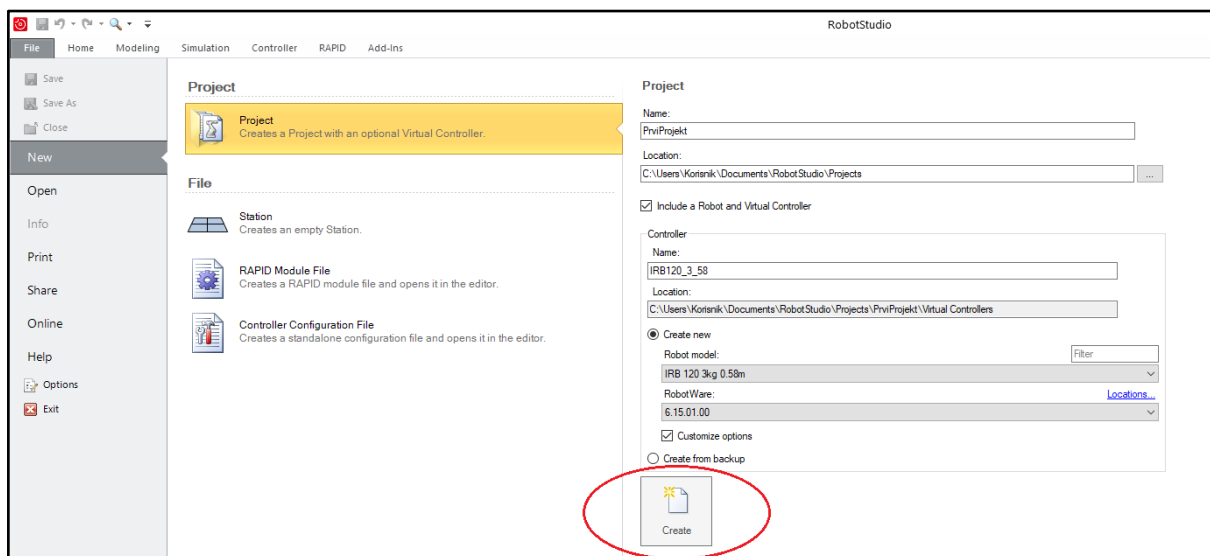 RobotStudio
File Home Modeling Simulation Controller RAPID Add-Ins
Save
Save As
Close
New
Open
Info
Print
Share
Online
Help
Options
Exit
Project
Project
Creates a Project with an optional Virtual Controller.
File
Station
Creates an empty Station.
RAPID Module File
Creates a RAPID module file and opens it in the editor.
Controller Configuration File
Creates a standalone configuration file and opens it in the editor.
Project
Name:
PrviProjekt
Location:
C:\Users\Korisnik\Documents\RobotStudio\Projects
...
Include a Robot and Virtual Controller
Controller
Name:
IRB120_3_58
Location:
C:\Users\Korisnik\Documents\RobotStudio\Projects\PrviProjekt\Virtual Controllers
Create new
Robot model:
Filter
IRB 120 3kg 0.58m
RobotWare:
Locations...
6.15.01.00
Customize options
Create from backup
Create